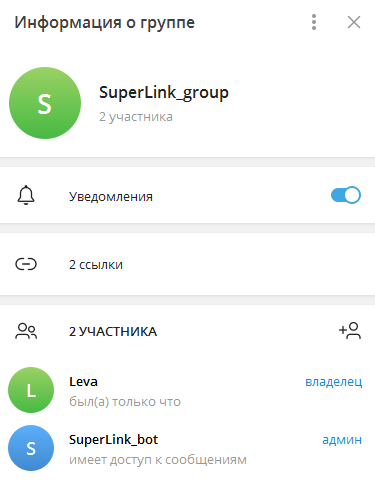 Информация о группе
S
SuperLink_group
2 участника
Уведомления
2 ссылки
2 УЧАСТНИКА
L
Leva
владелец
был(а) только что
S
SuperLink_bot
админ
имеет доступ к сообщениям